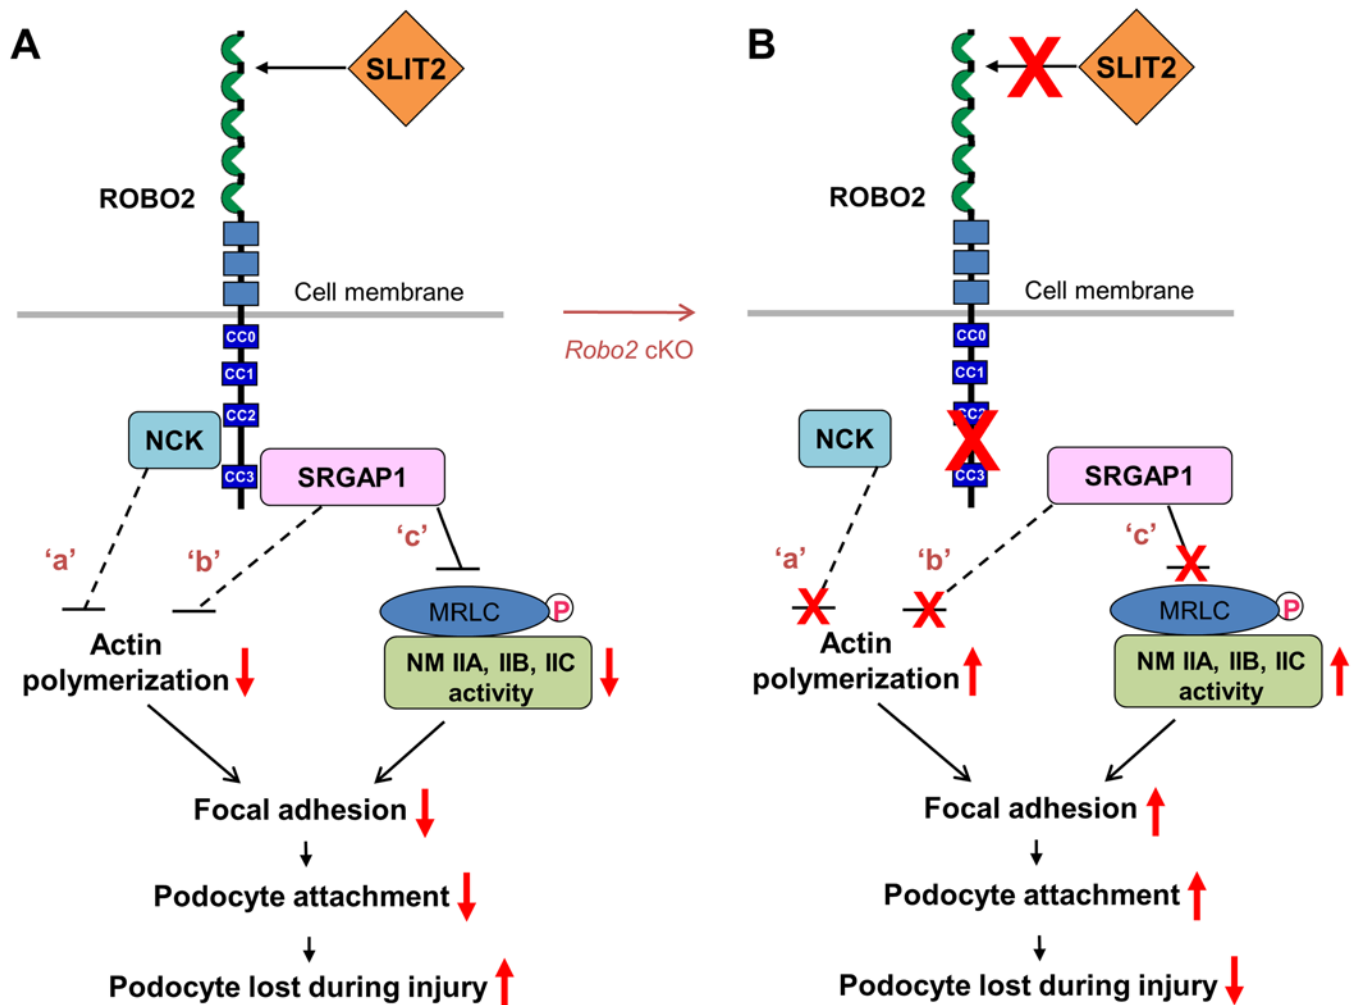 A
SLIT2
ROBO2
Cell membrane
CC0
CC1
CC2
CC3
NCK
SRGAP1
‘a’
‘b’
‘c’
MRLC
P
Actin
polymerization
NM IIA, IIB, IIC
activity
Focal adhesion
Podocyte attachment
Podocyte lost during injury
Robo2 cKO
B
SLIT2
ROBO2
Cell membrane
CC0
CC1
CC2
CC3
NCK
SRGAP1
‘a’
‘b’
‘c’
MRLC
P
Actin
polymerization
NM IIA, IIB, IIC
activity
Focal adhesion
Podocyte attachment
Podocyte lost during injury